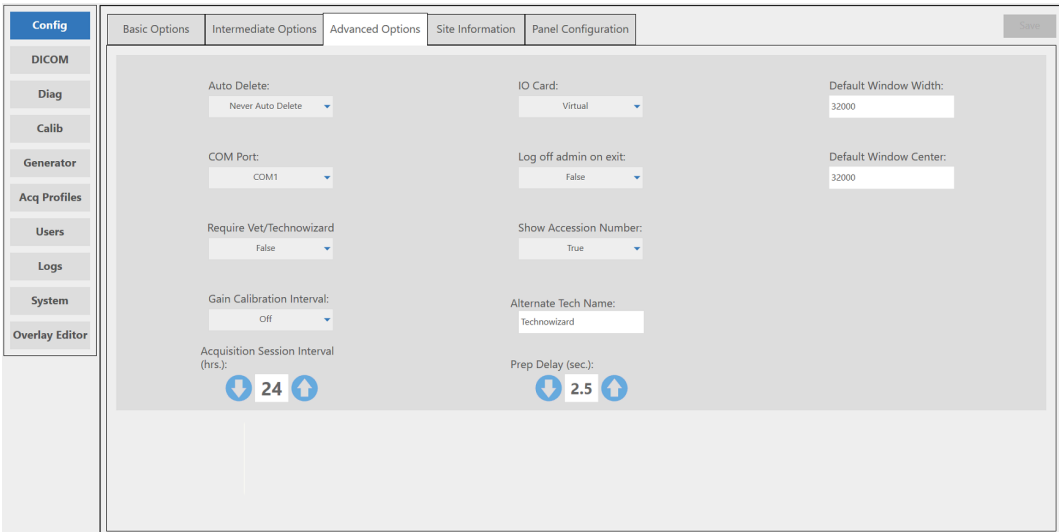 Config
DICOM
Diag
Calib
Generator
Acq Profiles
Users
Logs
System
Overlay Editor
Basic Options
Intermediate Options
Advanced Options
Site Information
Panel Configuration
Save
Auto Delete:
Never Auto Delete
IO Card:
Virtual
Default Window Width:
32000
COM Port:
COM1
Log off admin on exit:
False
Default Window Center:
32000
Require Vet/Technowizard
False
Show Accession Number:
True
Gain Calibration Interval:
Off
Alternate Tech Name:
Technowizard
Acquisition Session Interval
(hrs.):
24
Prep Delay (sec.):
2.5